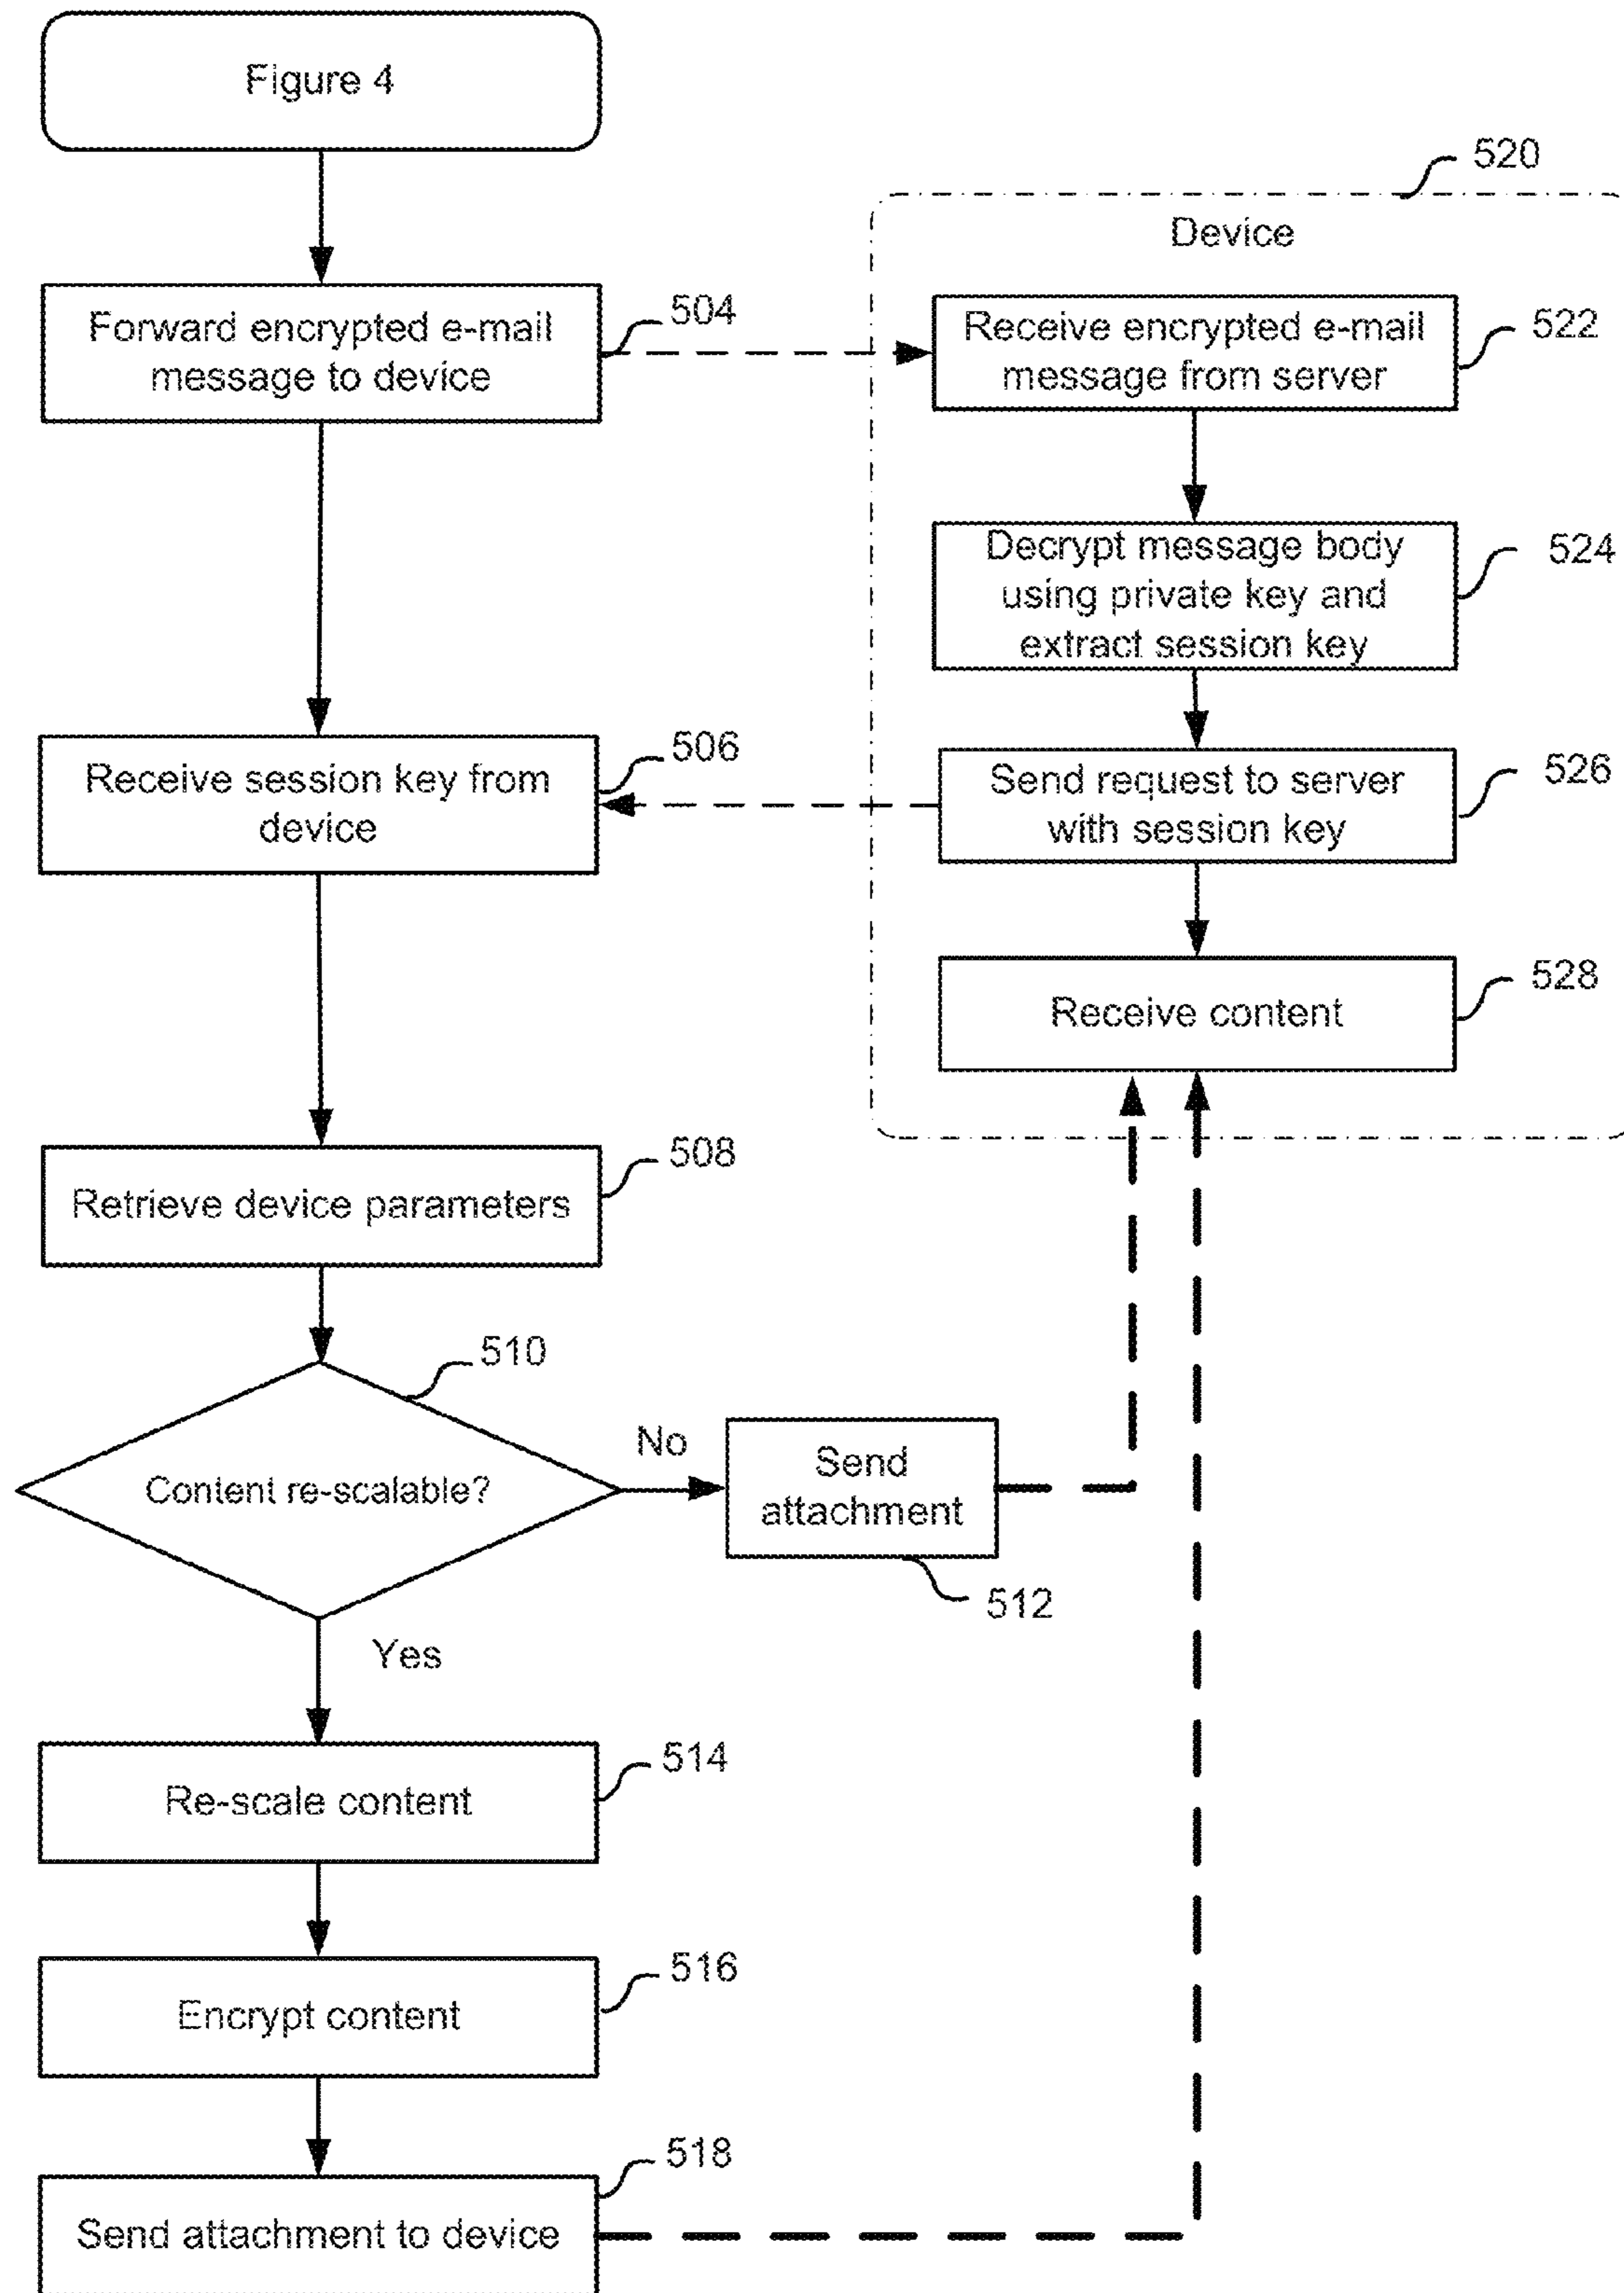 Figure 4
520
Device
Forward encrypted e-mail
message to device
504
Receive encrypted e-mail
message from server
522
Decrypt message body
using private key and
extract session key
524
Receive session key from
device
506
Send request to server
with session key
526
Receive content
528
Retrieve device parameters
508
510
Content re-scalable?
No
Send
attachment
512
Yes
Re-scale content
514
Encrypt content
516
Send attachment to device
518